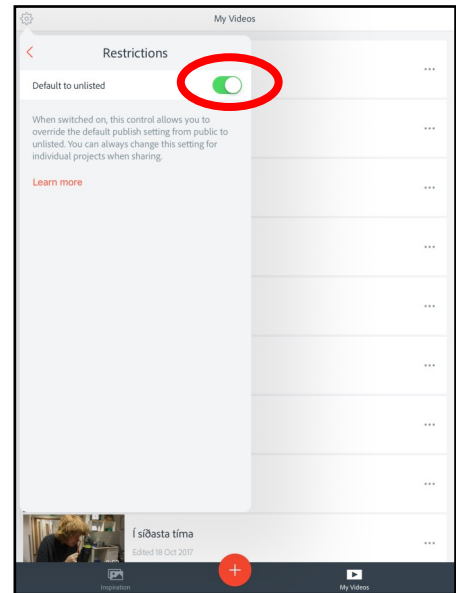 My Videos
Restrictions
Default to unlisted
When switched on, this control allows you to
override the default publish setting from public to
unlisted. You can always change this setting for
individual projects when sharing.
Learn more
Í síðasta tíma
Edited 18 Oct 2017
Inspiration
My Videos